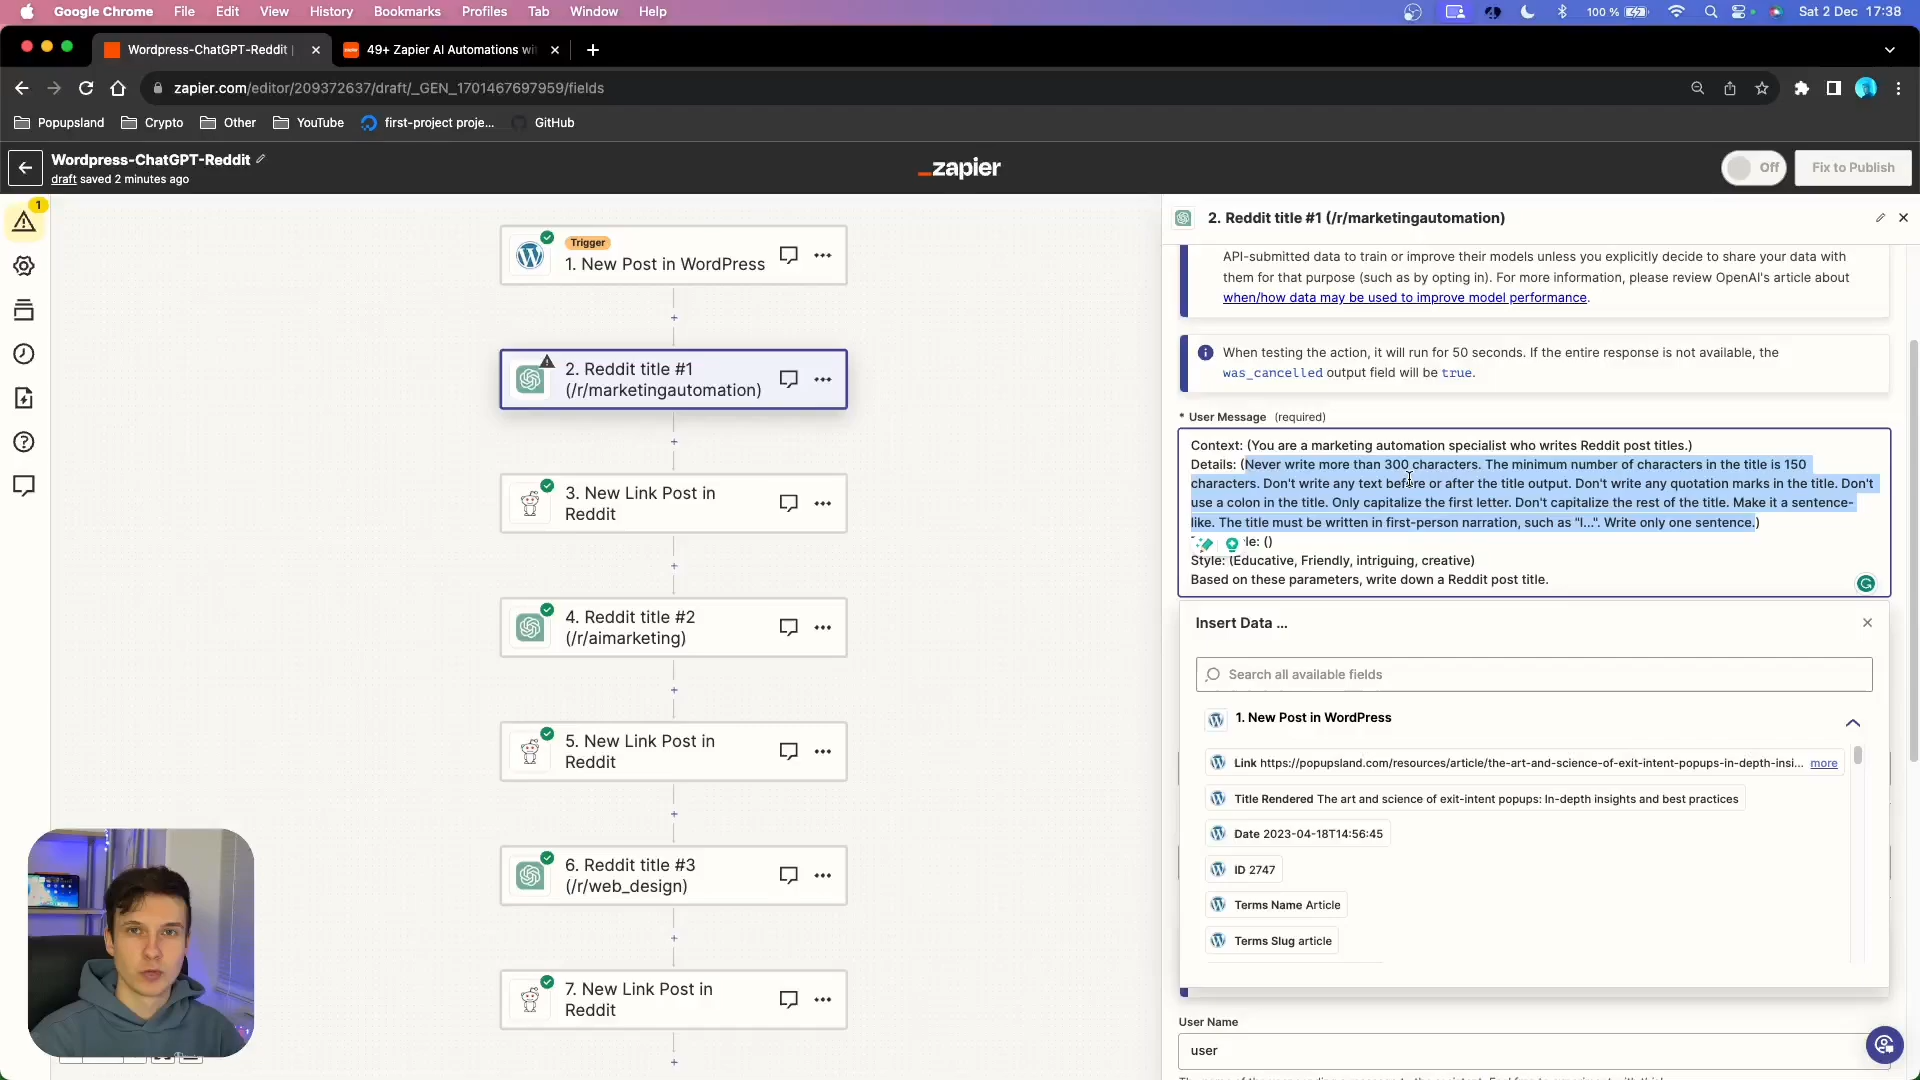 Google Chrome File Edit View History Bookmarks Profiles Tab Window Help 100 % Sat 2 Dec 17:38
Wordpress-ChatGPT-Reddit
49+ Zapier AI Automations wi
zapier.com/editor/209372637/draft/_GEN_1701467697959/fields
Popupsland Crypto Other YouTube first-project proje... GitHub
Wordpress-ChatGPT-Reddit
draft saved 2 minutes ago
zapier
Off
Fix to Publish
1
Trigger
1. New Post in WordPress
2. Reddit title #1
(/r/marketingautomation)
3. New Link Post in
Reddit
4. Reddit title #2
(/r/aimarketing)
5. New Link Post in
Reddit
6. Reddit title #3
(/r/web_design)
7. New Link Post in
Reddit
2. Reddit title #1 (/r/marketingautomation)
API-submitted data to train or improve their models unless you explicitly decide to share your data with
them for that purpose (such as by opting in). For more information, please review OpenAI's article about
when/how data may be used to improve model performance.
When testing the action, it will run for 50 seconds. If the entire response is not available, the
was_cancelled output field will be true.
* User Message (required)
Context: (You are a marketing automation specialist who writes Reddit post titles.)
Details: (Never write more than 300 characters. The minimum number of characters in the title is 150
characters. Don't write any text before or after the title output. Don't write any quotation marks in the title. Don't
use a colon in the title. Only capitalize the first letter. Don't capitalize the rest of the title. Make it a sentence-
like. The title must be written in first-person narration, such as "I...". Write only one sentence.)
le: ()
Style: (Educative, Friendly, intriguing, creative)
Based on these parameters, write down a Reddit post title.
Insert Data ...
Search all available fields
1. New Post in WordPress
Link https://popupsland.com/resources/article/the-art-and-science-of-exit-intent-popups-in-depth-insi... more
Title Rendered The art and science of exit-intent popups: In-depth insights and best practices
Date 2023-04-18T14:56:45
ID 2747
Terms Name Article
Terms Slug article
User Name
user